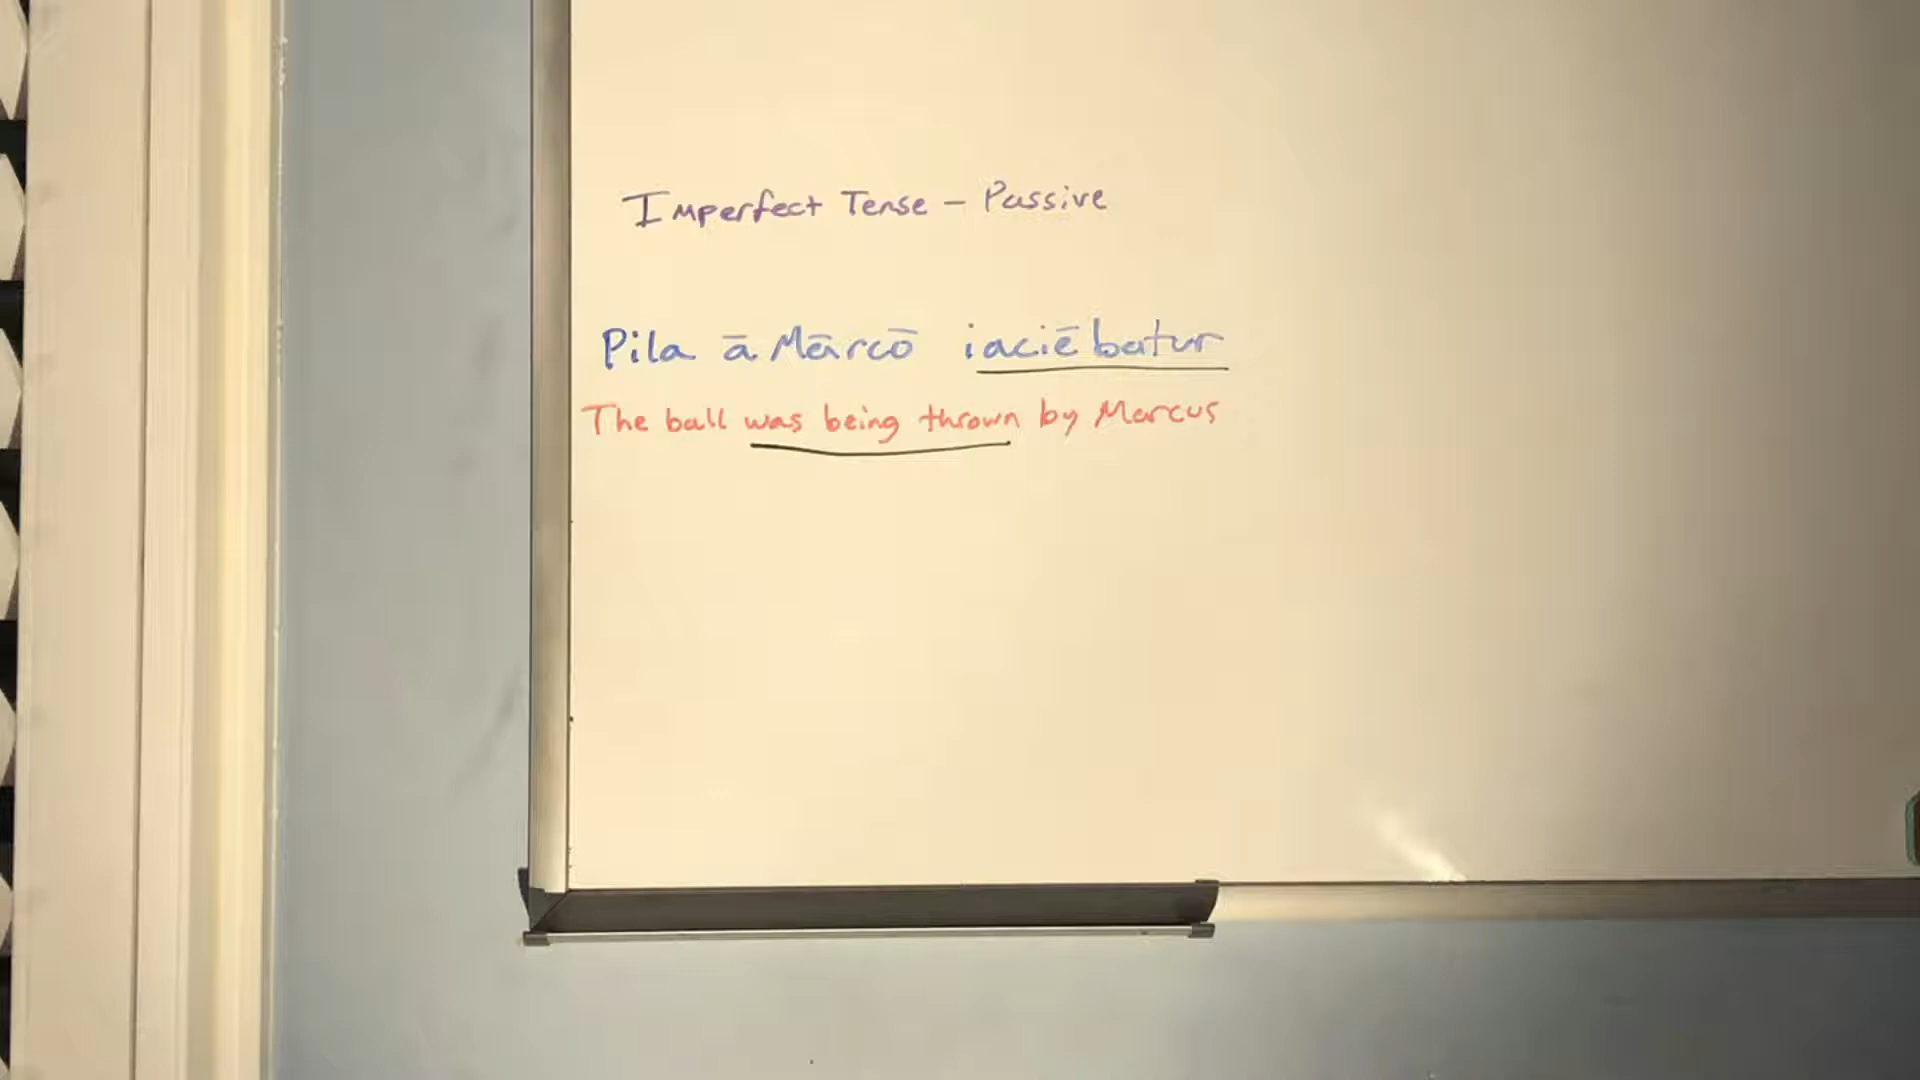 Imperfect Tense – Passive
Pila ā Mārcō iaciēbatur
The ball was being thrown by Marcus